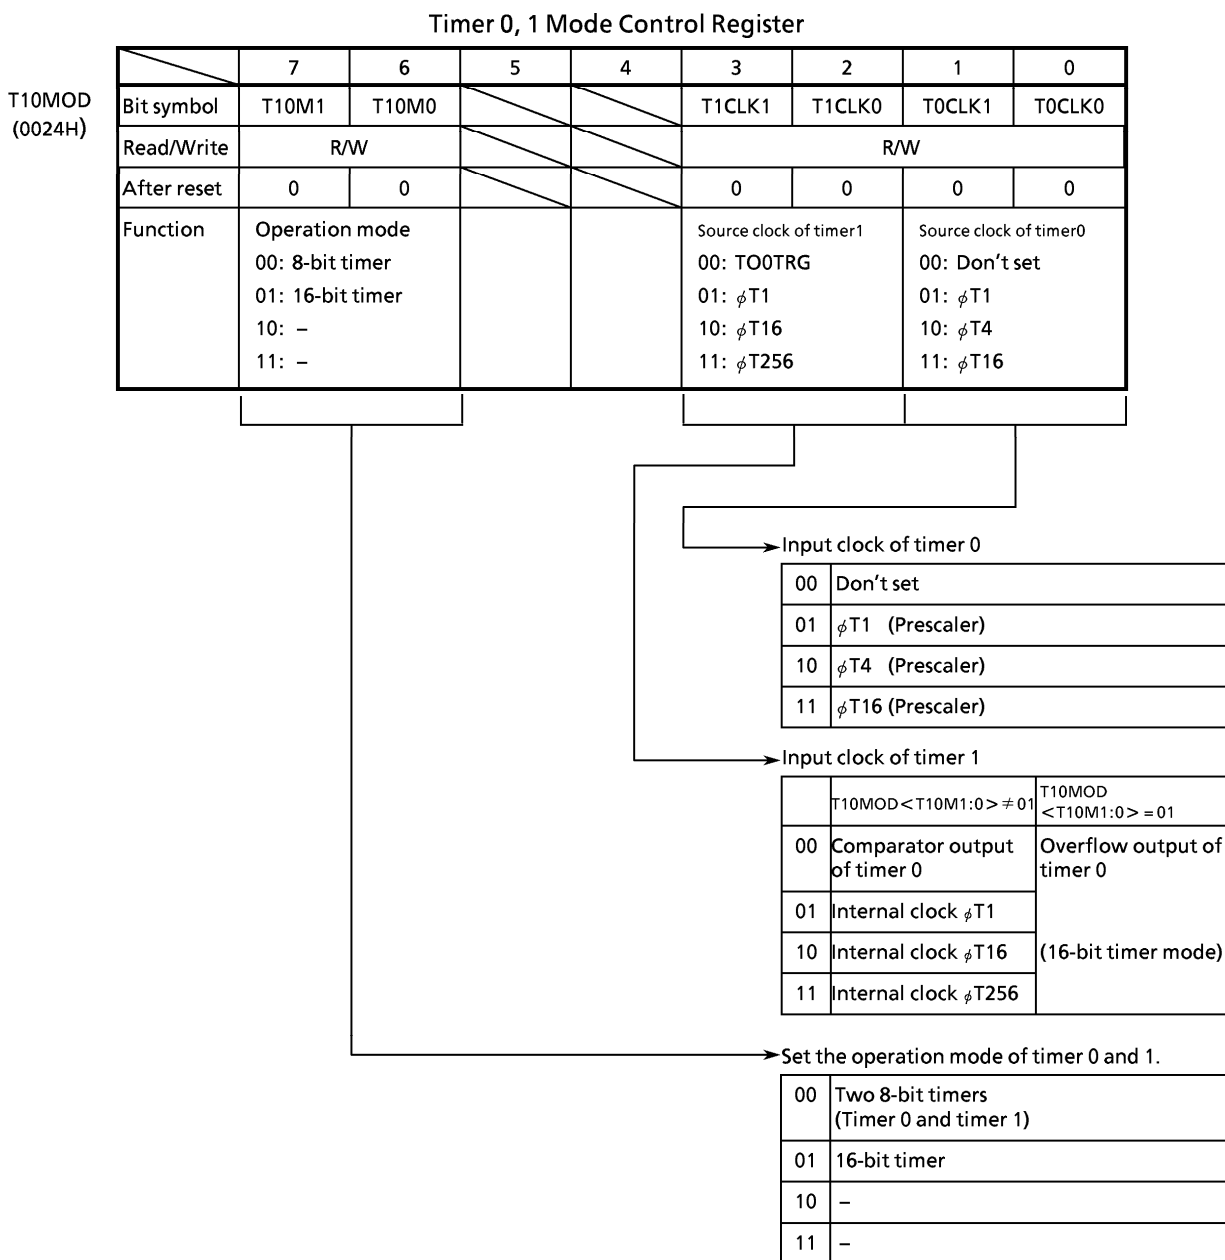 Timer 0, 1 Mode Control Register
T10MOD
(0024H)
7 6 5 4 3 2 1 0
Bit symbol T10M1 T10M0 T1CLK1 T1CLK0 T0CLK1 T0CLK0
Read/Write R/W R/W
After reset 0 0 0 0 0 0
Function Operation mode Source clock of timer1 Source clock of timer0
00: 8-bit timer 00: TO0TRG 00: Don't set
01: 16-bit timer 01: ϕT1 01: ϕT1
10: – 10: ϕT16 10: ϕT4
11: – 11: ϕT256 11: ϕT16
Input clock of timer 0
00 Don't set
01 ϕT1 (Prescaler)
10 ϕT4 (Prescaler)
11 ϕT16 (Prescaler)
Input clock of timer 1
T10MOD<T10M1:0>≠01
T10MOD
<T10M1:0>=01
00 Comparator output Overflow output of
of timer 0 timer 0
01 Internal clock ϕT1
10 Internal clock ϕT16 (16-bit timer mode)
11 Internal clock ϕT256
Set the operation mode of timer 0 and 1.
00 Two 8-bit timers
(Timer 0 and timer 1)
01 16-bit timer
10 –
11 –